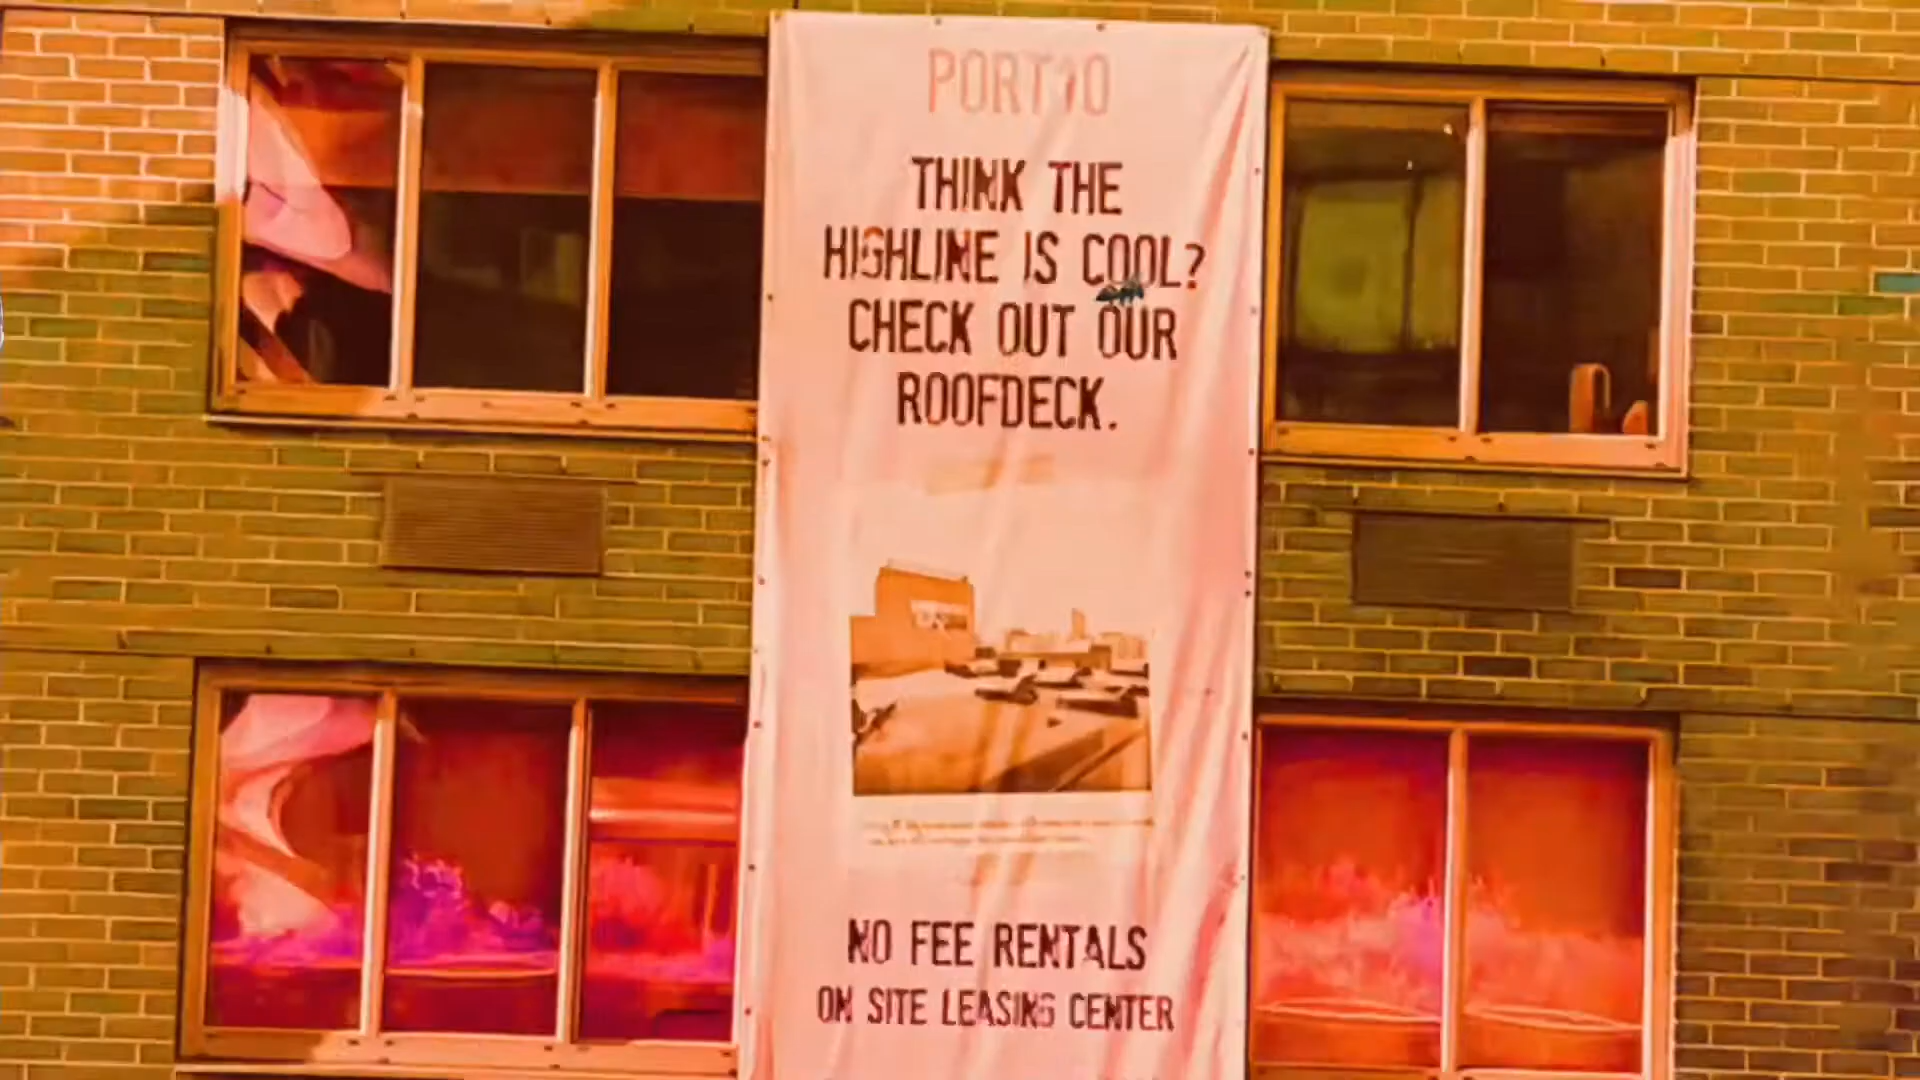 PORT10
THINK THE
HIGHLINE IS COOL?
CHECK OUT OUR
ROOFDECK.
NO FEE RENTALS
ON SITE LEASING CENTER